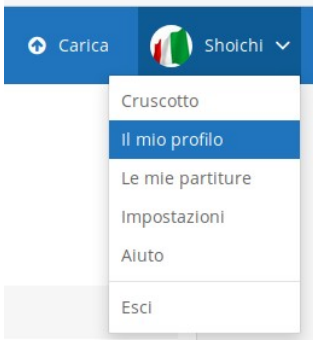 Carica
Shoichi
Cruscotto
Il mio profilo
Le mie partiture
Impostazioni
Aiuto
Esci